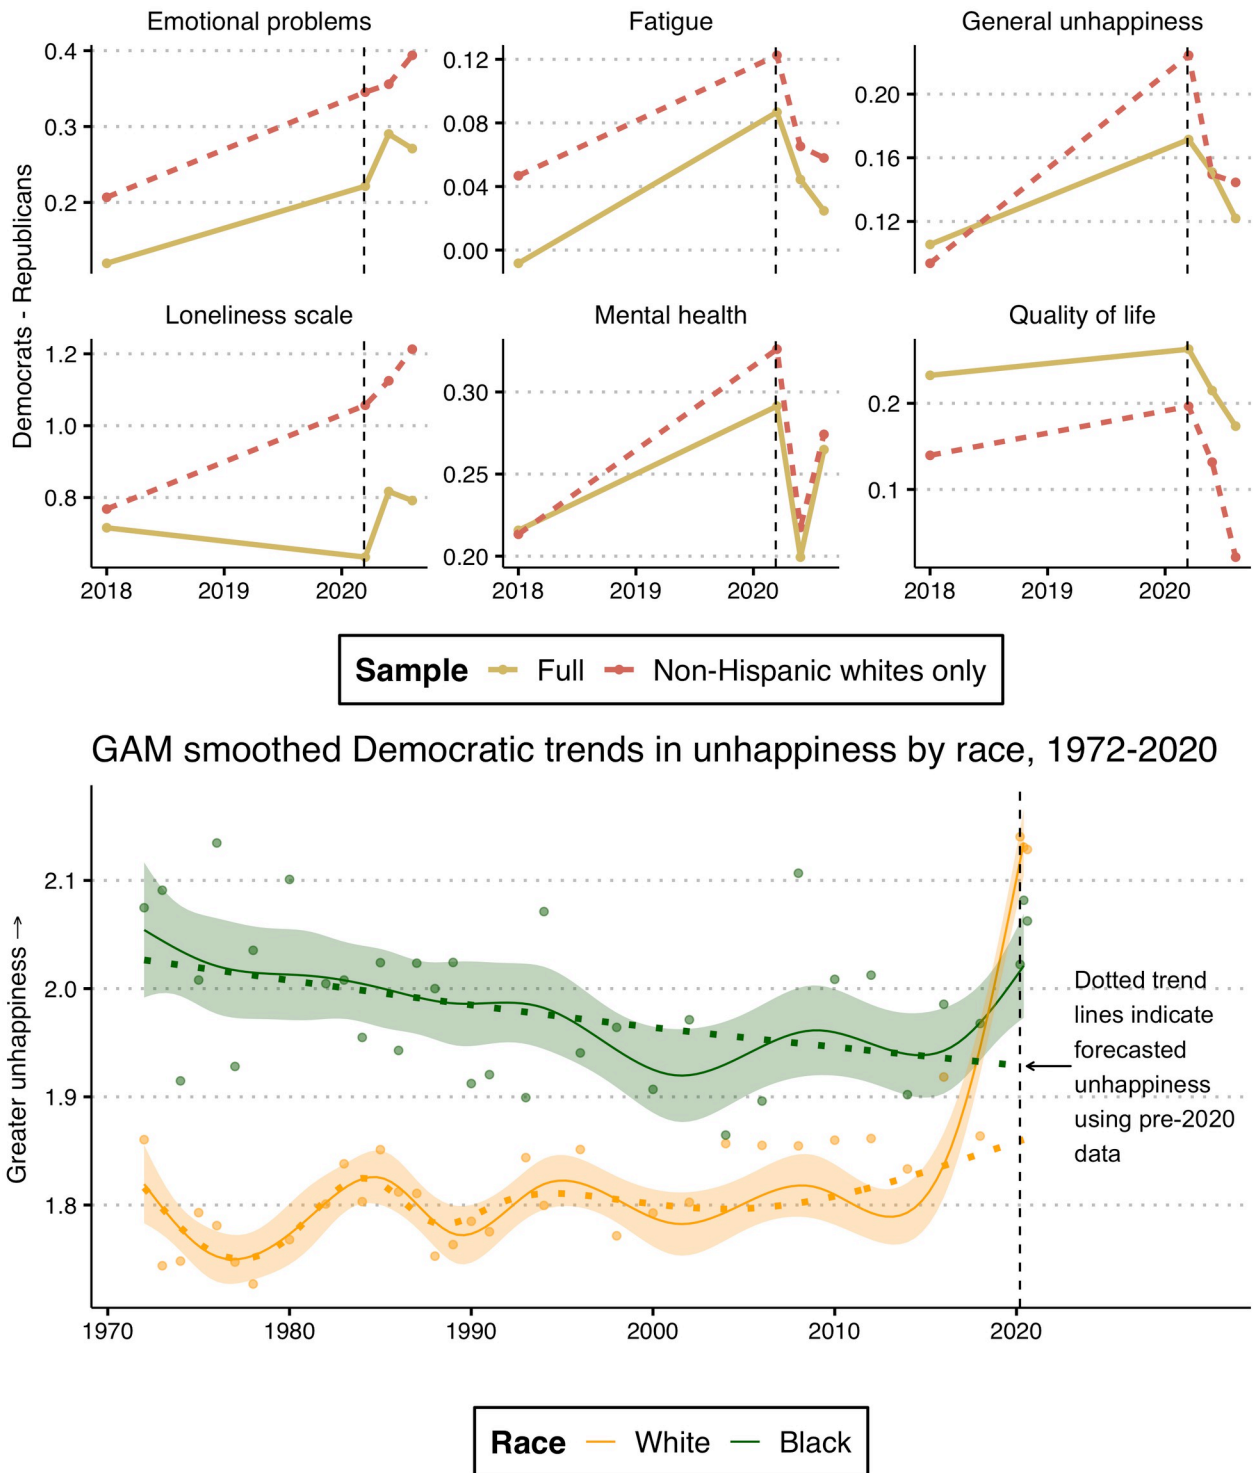 Emotional problems
Fatigue
General unhappiness
0.4
0.3
0.2
0.12
0.08
0.04
0.00
0.20
0.16
0.12
Democrats - Republicans
Loneliness scale
Mental health
Quality of life
1.2
1.0
0.8
0.30
0.25
0.20
0.2
0.1
2018 2019 2020
2018 2019 2020
2018 2019 2020
Sample Full Non-Hispanic whites only
GAM smoothed Democratic trends in unhappiness by race, 1972-2020
Greater unhappiness →
2.1
2.0
1.9
1.8
Dotted trend
lines indicate
forecasted
unhappiness
using pre-2020
data
1970 1980 1990 2000 2010 2020
Race White Black